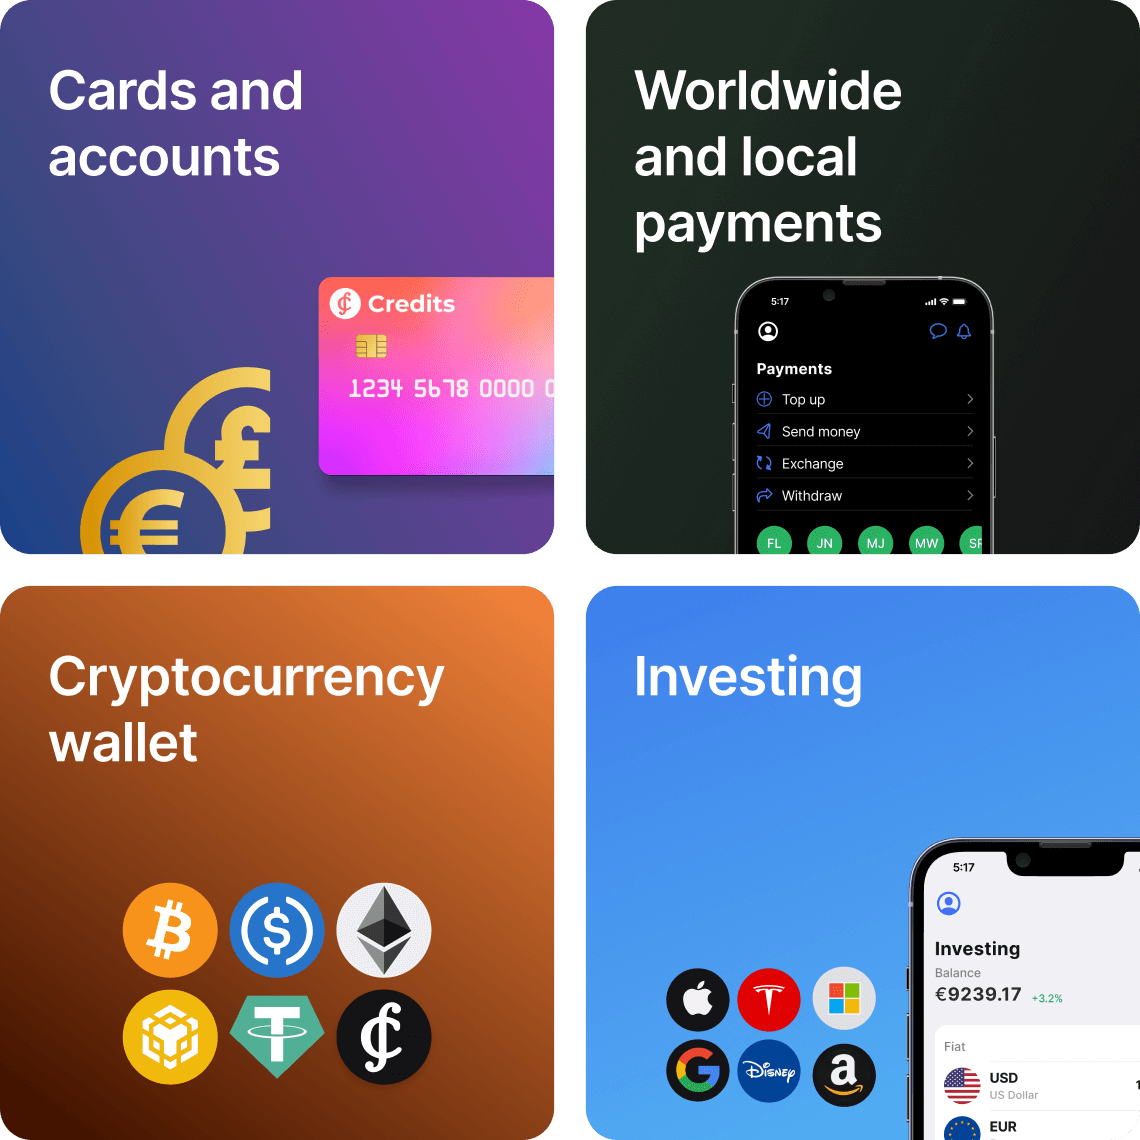 Cards and
accounts
Credits
1234 5678 0000
Worldwide
and local
payments
5:17
Payments
Top up
Send money
Exchange
Withdraw
FL JN MJ MW SR
Cryptocurrency
wallet
Investing
5:17
Investing
Balance
€9239.17 +3.2%
Fiat
USD
US Dollar
EUR
Disney
a